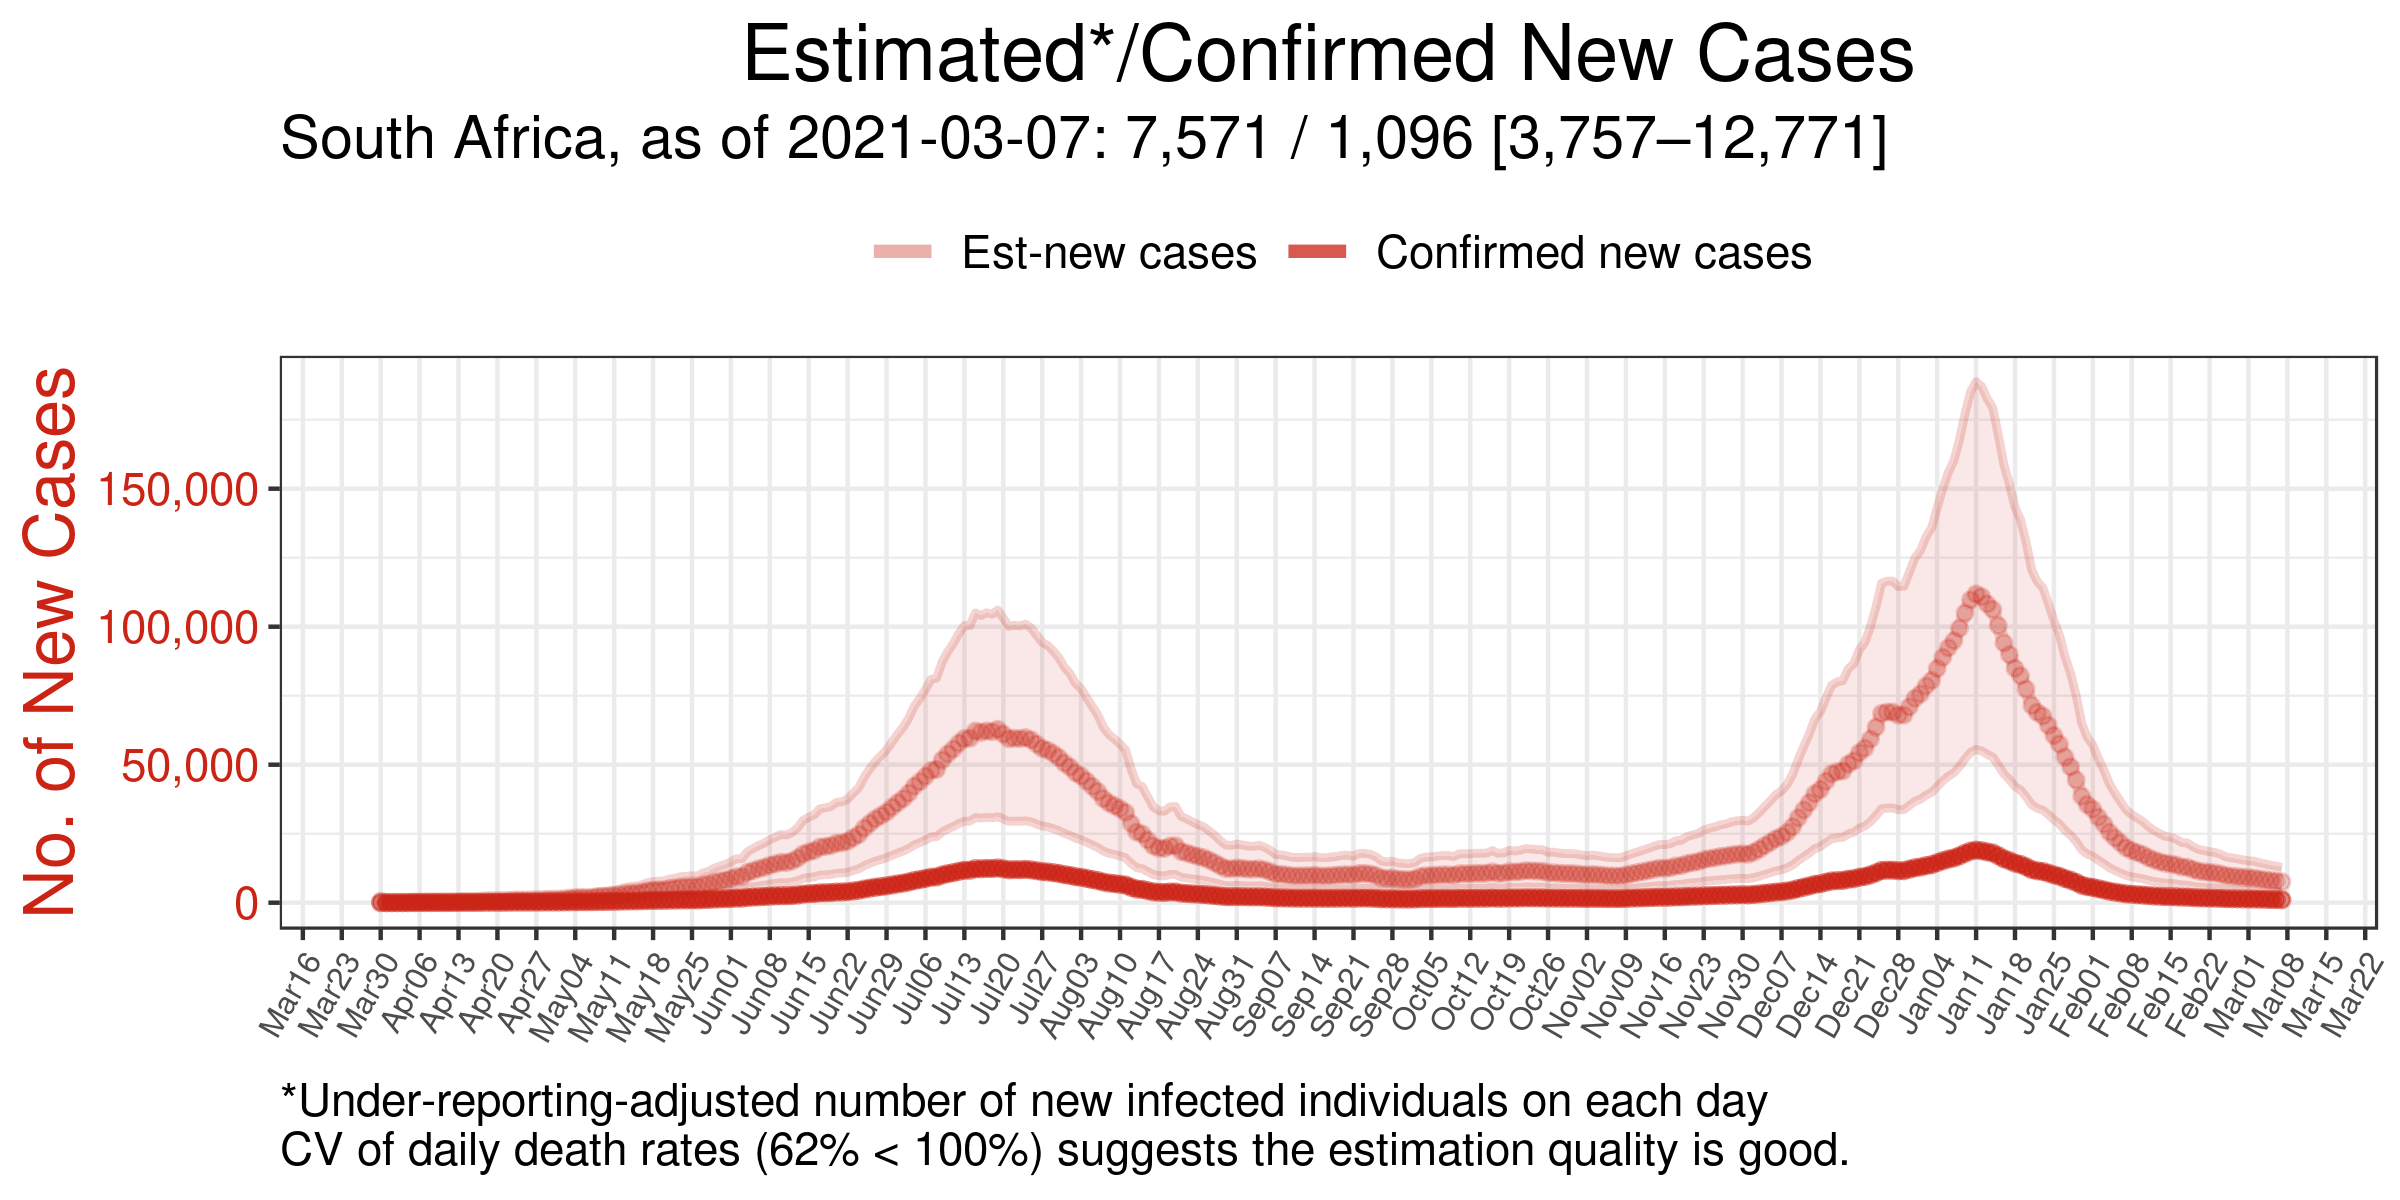 Estimated*/Confirmed New Cases
South Africa, as of 2021-03-07: 7,571 / 1,096 [3,757–12,771]
Est-new cases
Confirmed new cases
No. of New Cases
150,000
100,000
50,000
0
Mar16
Mar23
Mar30
Apr06
Apr13
Apr20
Apr27
May04
May11
May18
May25
Jun01
Jun08
Jun15
Jun22
Jun29
Jul06
Jul13
Jul20
Jul27
Aug03
Aug10
Aug17
Aug24
Aug31
Sep07
Sep14
Sep21
Sep28
Oct05
Oct12
Oct19
Oct26
Nov02
Nov09
Nov16
Nov23
Nov30
Dec07
Dec14
Dec21
Dec28
Jan04
Jan11
Jan18
Jan25
Feb01
Feb08
Feb15
Feb22
Mar01
Mar08
Mar15
Mar22
*Under-reporting-adjusted number of new infected individuals on each day
CV of daily death rates (62% < 100%) suggests the estimation quality is good.